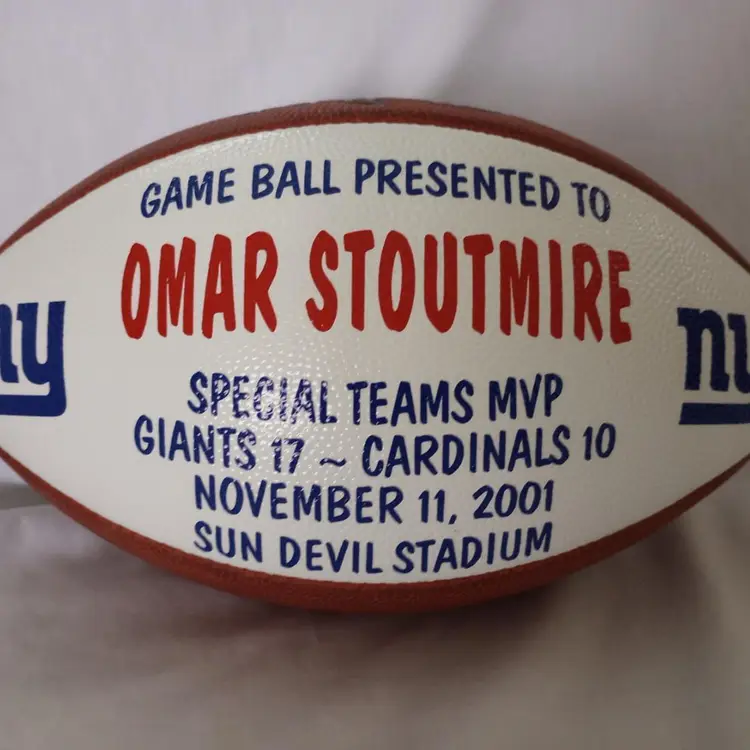 GAME BALL PRESENTED TO
OMAR STOUTMIRE
ny
ny
SPECIAL TEAMS MVP
GIANTS 17 ~ CARDINALS 10
NOVEMBER 11, 2001
SUN DEVIL STADIUM